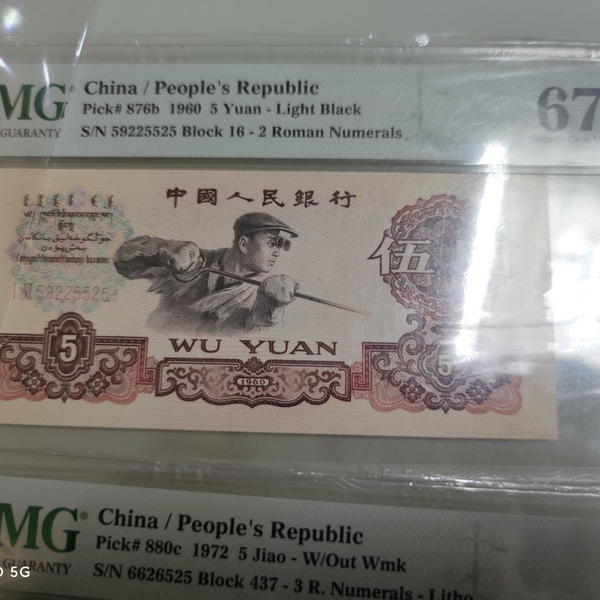 MG®
GUARANTY
China / People's Republic
Pick# 876b 1960 5 Yuan - Light Black
S/N 59225525 Block 16 - 2 Roman Numerals
67
中國人民銀行
59225525
伍
5
WU YUAN
1960
5
MG®
GUARANTY
China / People's Republic
Pick# 880c 1972 5 Jiao - W/Out Wmk
S/N 6626525 Block 437 - 3 R. Numerals - Litho
5G